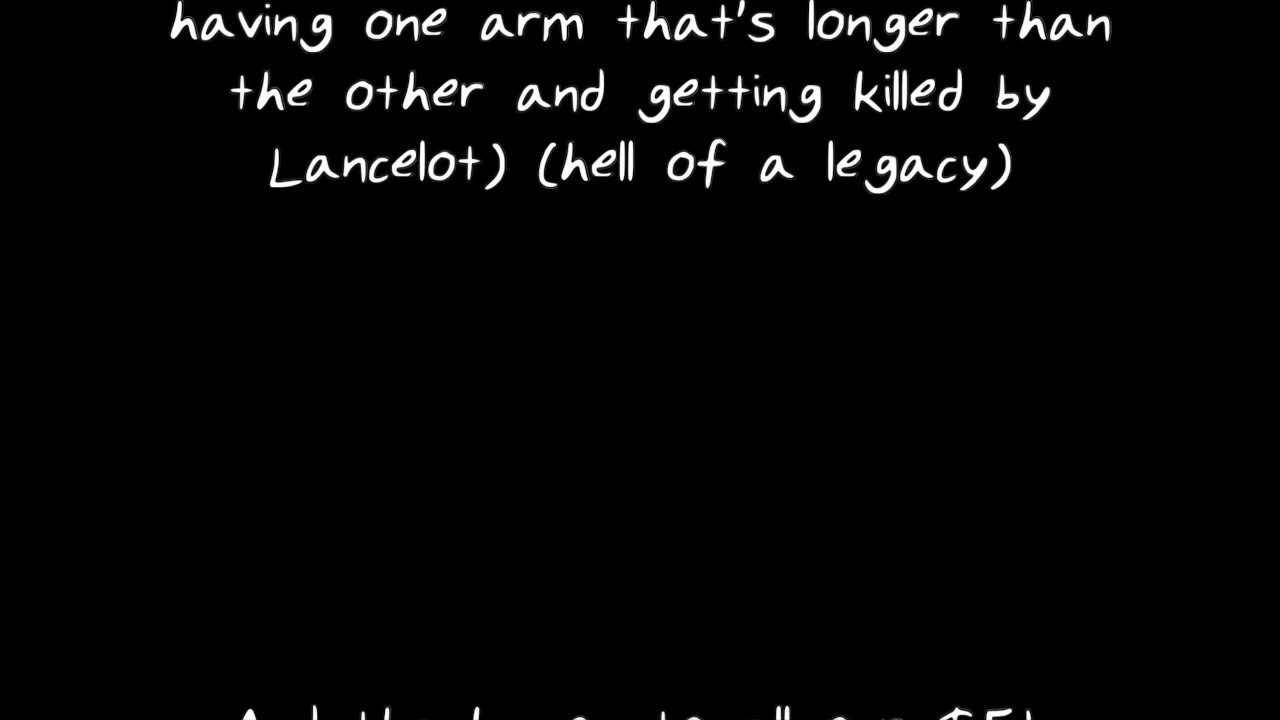 having one arm that's longer than
the other and getting killed by
Lancelot) (hell of a legacy)